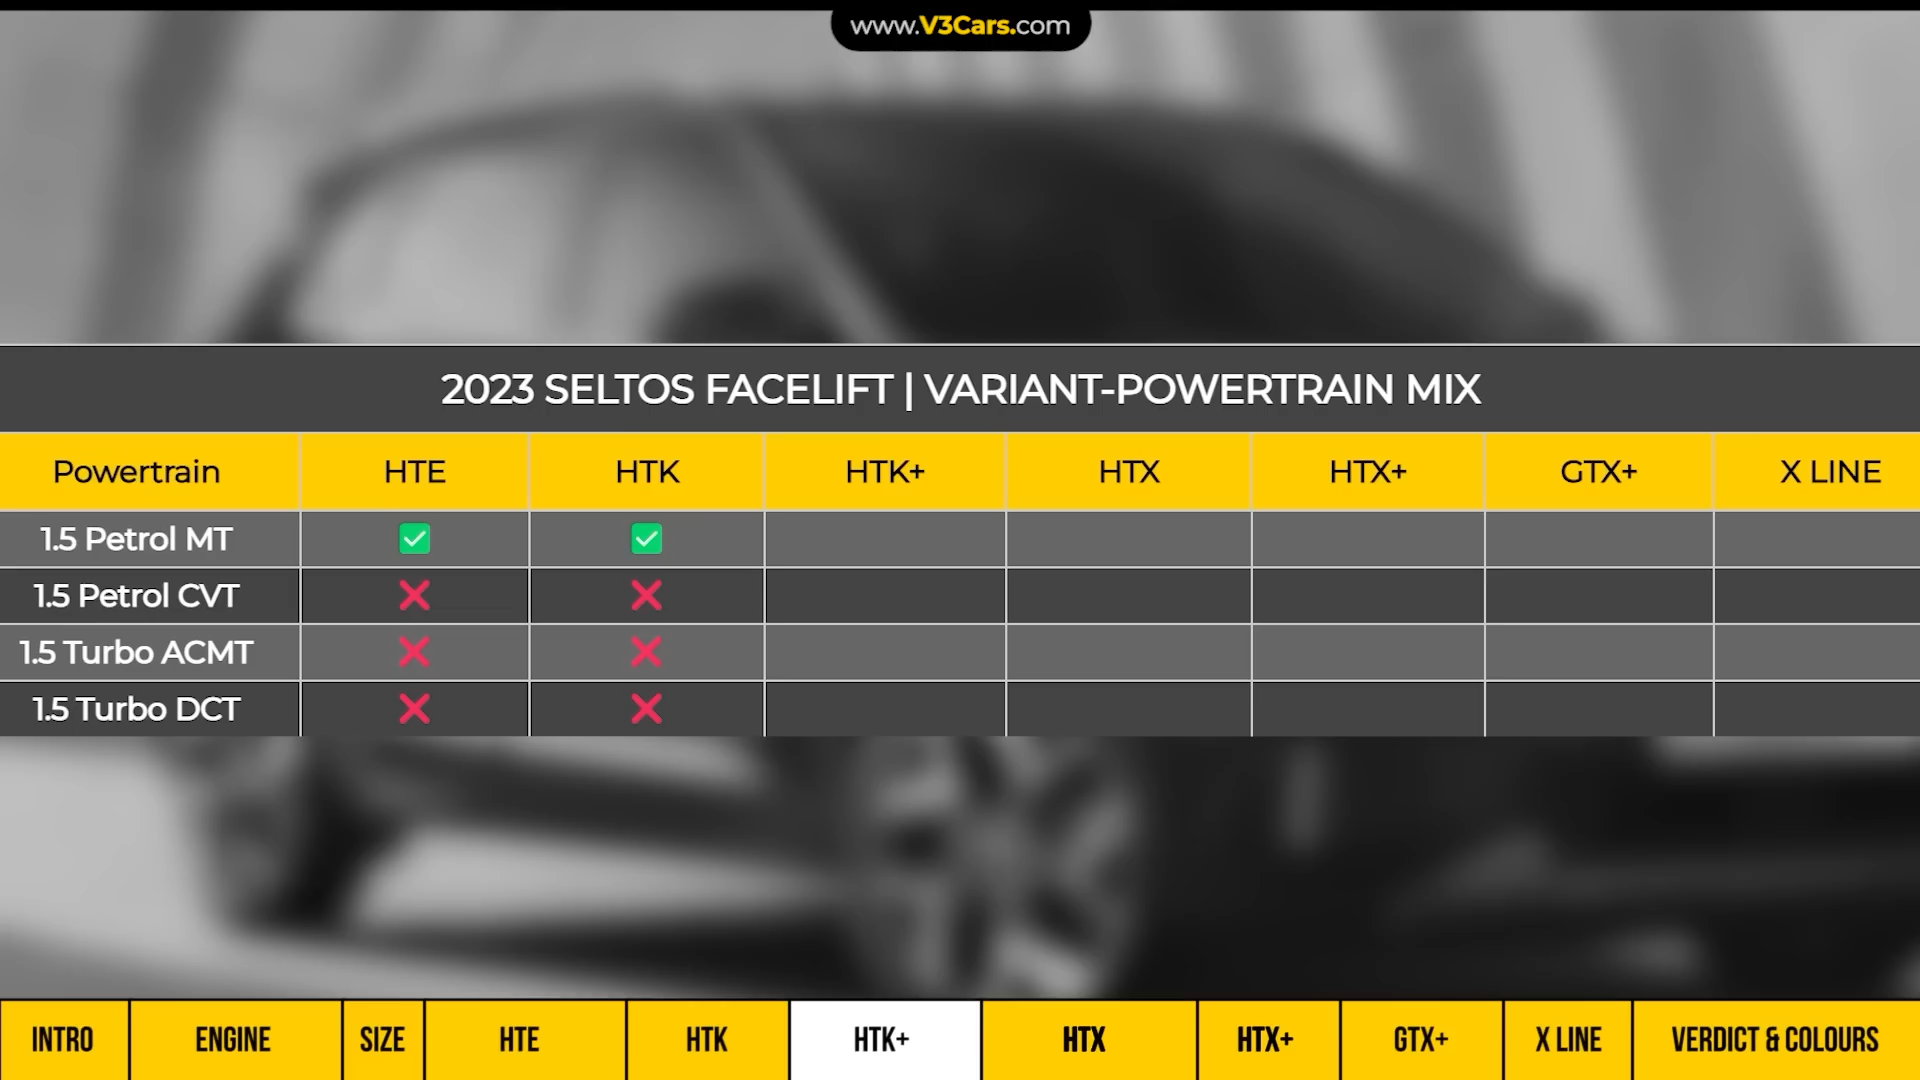 www.V3Cars.com
2023 SELTOS FACELIFT | VARIANT-POWERTRAIN MIX
Powertrain HTE HTK HTK+ HTX HTX+ GTX+ X LINE
1.5 Petrol MT ✅ ✅
1.5 Petrol CVT ❌ ❌
1.5 Turbo ACMT ❌ ❌
1.5 Turbo DCT ❌ ❌
INTRO ENGINE SIZE HTE HTK HTK+ HTX HTX+ GTX+ X LINE VERDICT & COLOURS